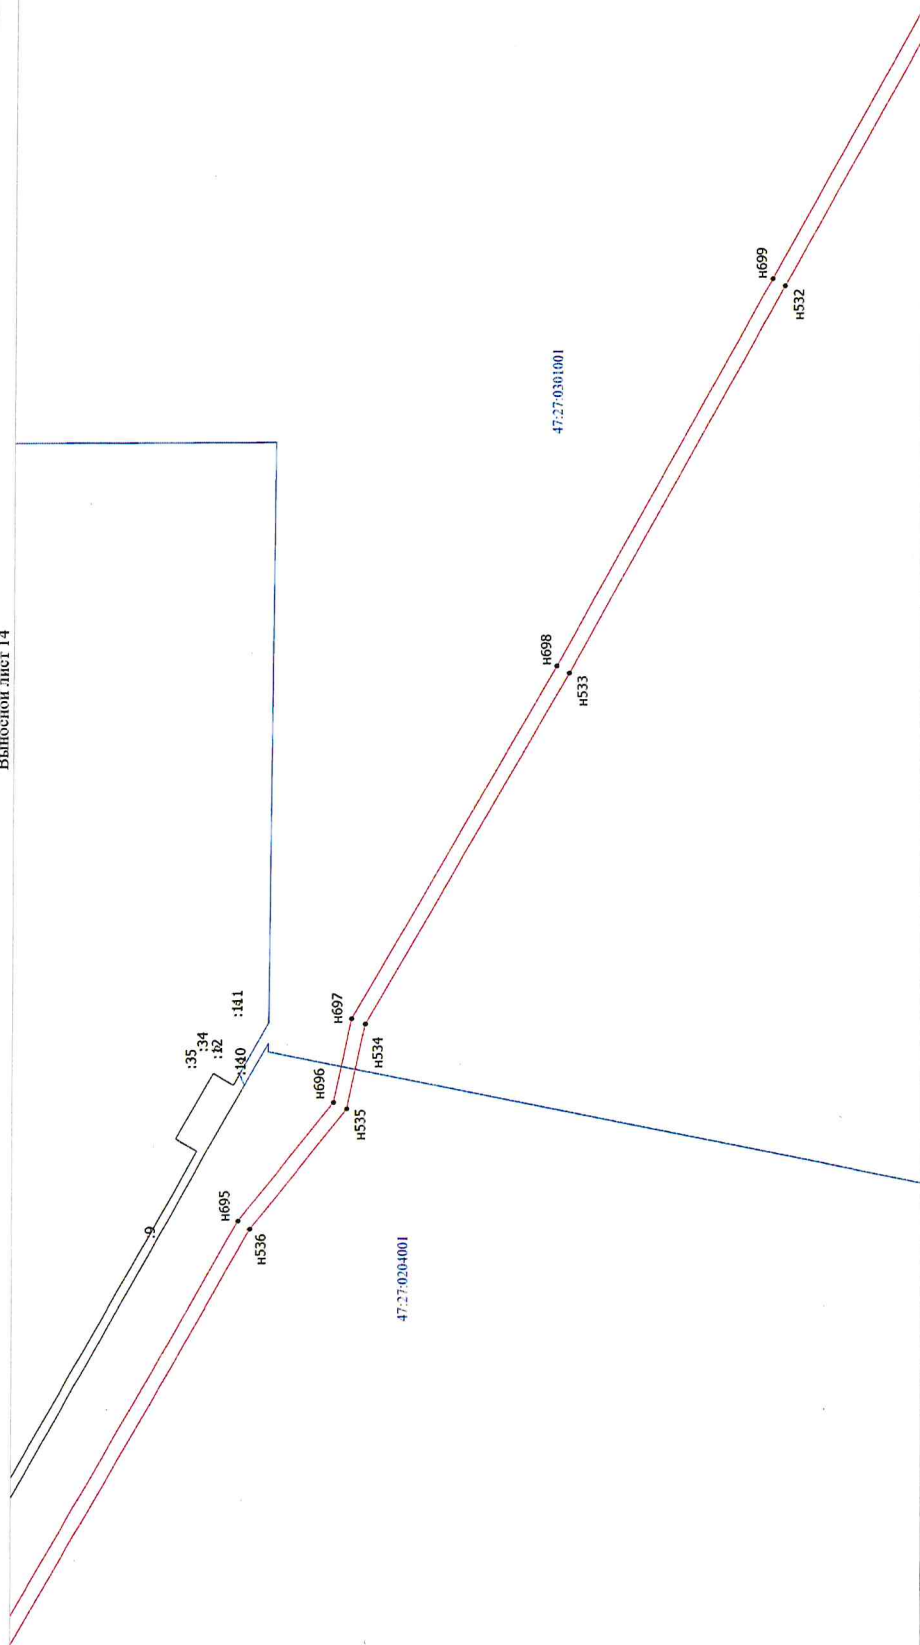 Выносной лист 14
:9
:35
:34
:12
:140
:141
н695
н536
н696
н535
н697
н534
47:27:0204001
н698
н533
47:27:0301001
н699
н532